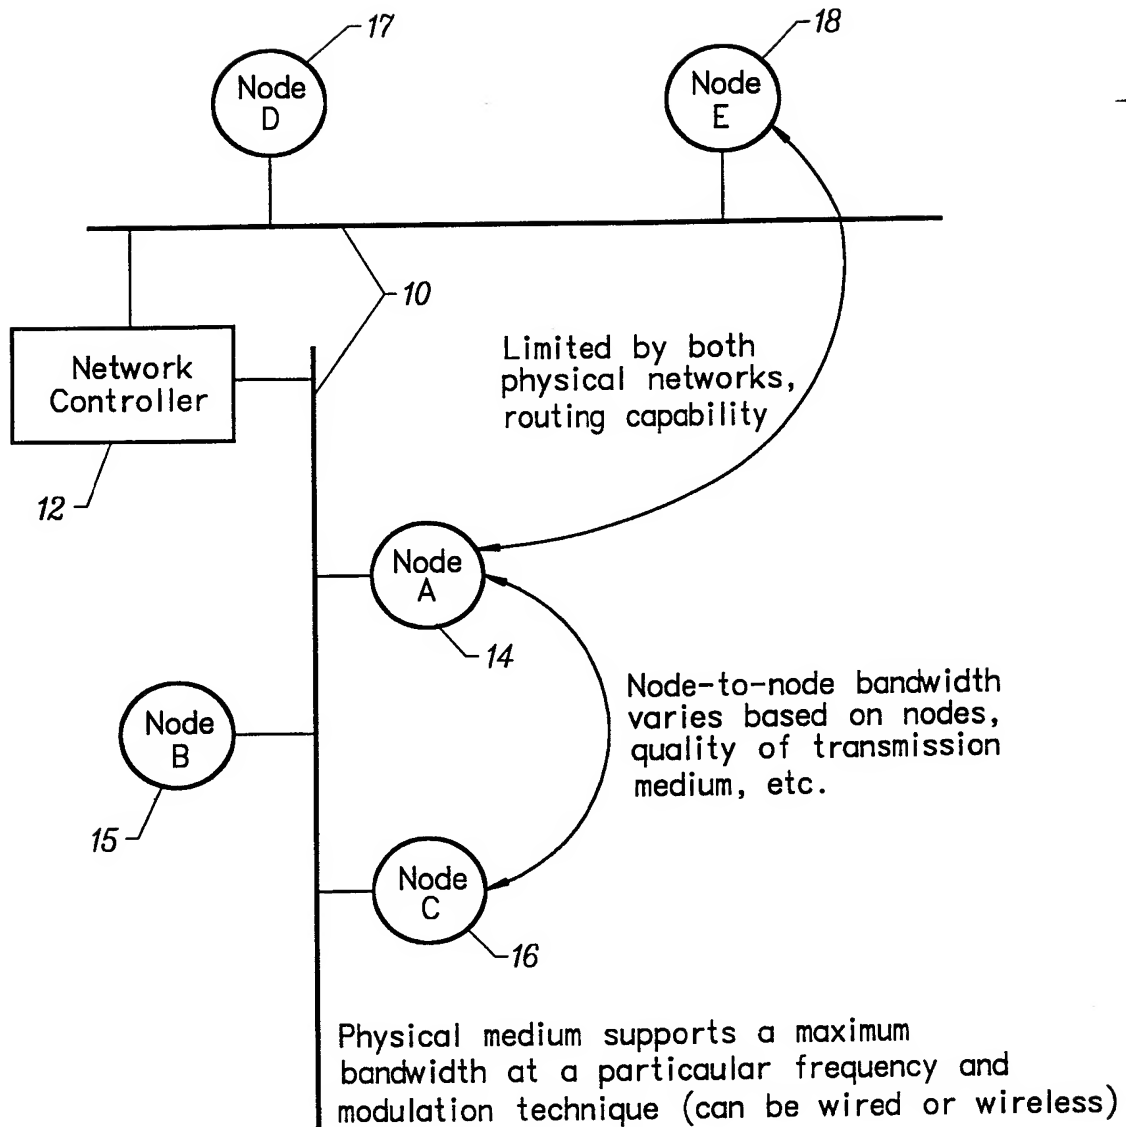 17
18
Node
D
Node
E
10
Network
Controller
12
Limited by both
physical networks,
routing capability
Node
A
14
Node
B
15
Node-to-node bandwidth
varies based on nodes,
quality of transmission
medium, etc.
Node
C
16
Physical medium supports a maximum
bandwidth at a particaular frequency and
modulation technique (can be wired or wireless)